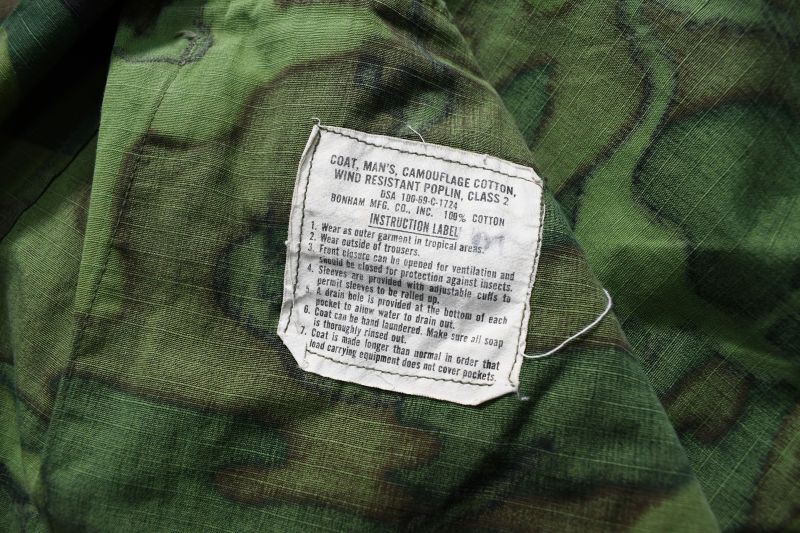 COAT, MAN'S, CAMOUFLAGE COTTON,
WIND RESISTANT POPLIN, CLASS 2
DSA 100-69-C-1724
BONHAM MFG. CO., INC. 100% COTTON
INSTRUCTION LABEL
1. Wear as outer garment in tropical areas.
2. Wear outside of trousers.
3. Front closure can be opened for ventilation and
should be closed for protection against insects.
4. Sleeves are provided with adjustable cuffs to
permit sleeves to be ralled up.
5. A drain hole is provided at the bottom of each
pocket to allow water to drain out.
6. Coat can be hand laundered. Make sure all soap
is thoroughly rinsed out.
7. Coat is made longer than normal in order that
load carrying equipment does not cover pockets.